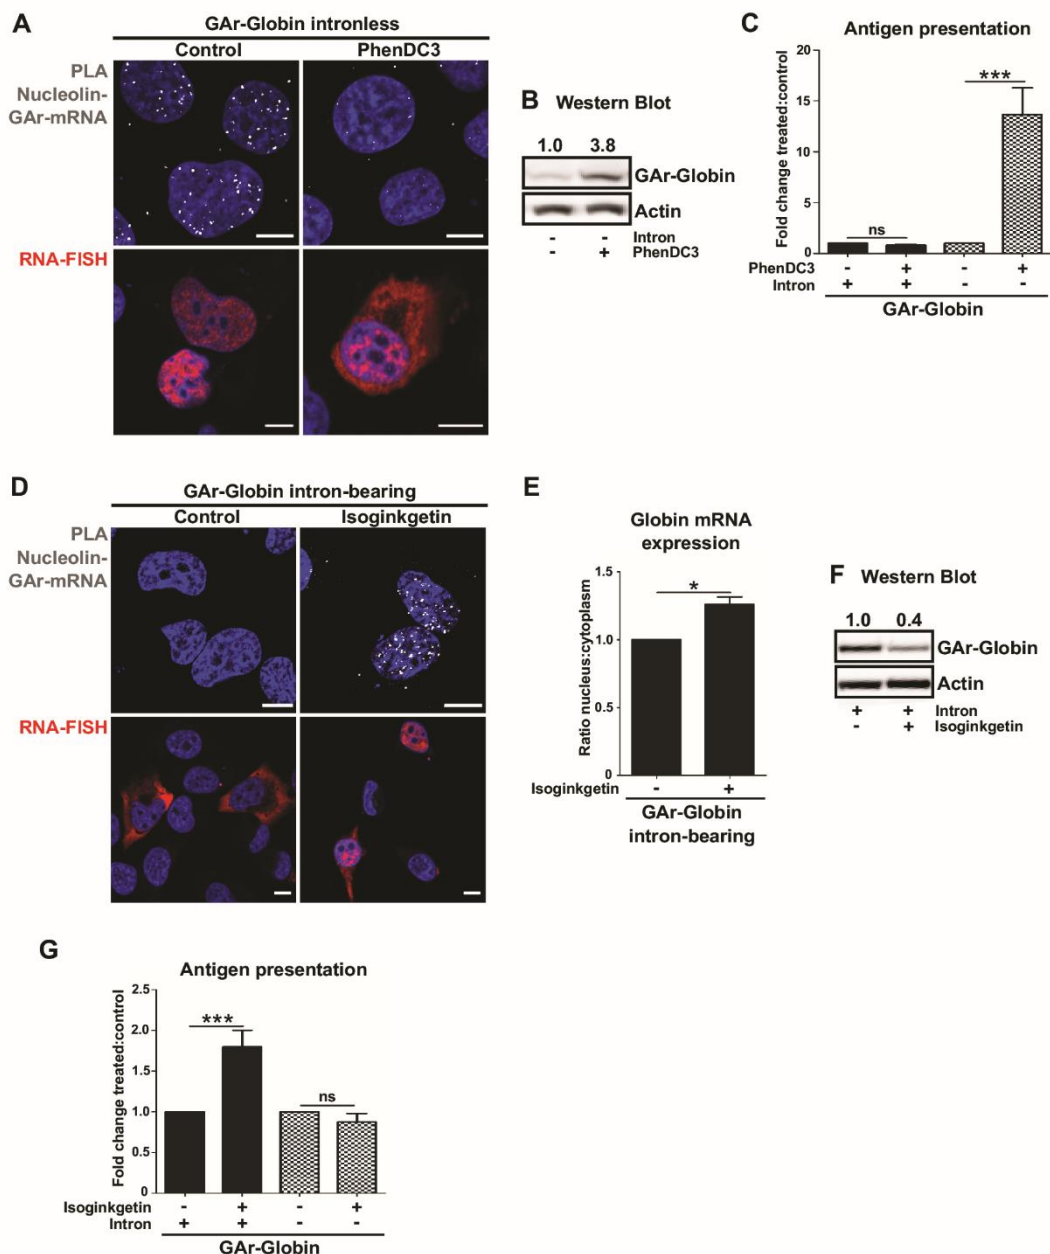 A
GAr-Globin intronless
Control PhenDC3
PLA
Nucleolin-
GAr-mRNA
RNA-FISH
B Western Blot
1.0 3.8
GAr-Globin
Actin
- - Intron
- + PhenDC3
C
Antigen presentation
Fold change treated:control
20
15
10
5
0
ns
***
PhenDC3 - + - +
Intron + + - -
GAr-Globin
D
GAr-Globin intron-bearing
Control Isoginkgetin
PLA
Nucleolin-
GAr-mRNA
RNA-FISH
E
Globin mRNA
expression
Ratio nucleus:cytoplasm
1.5
1.0
0.5
0
*
Isoginkgetin - +
GAr-Globin
intron-bearing
F Western Blot
1.0 0.4
GAr-Globin
Actin
+ + Intron
- + Isoginkgetin
G
Antigen presentation
Fold change treated:control
2.5
2.0
1.5
1.0
0.5
0
***
ns
Isoginkgetin - + - +
Intron + + - -
GAr-Globin